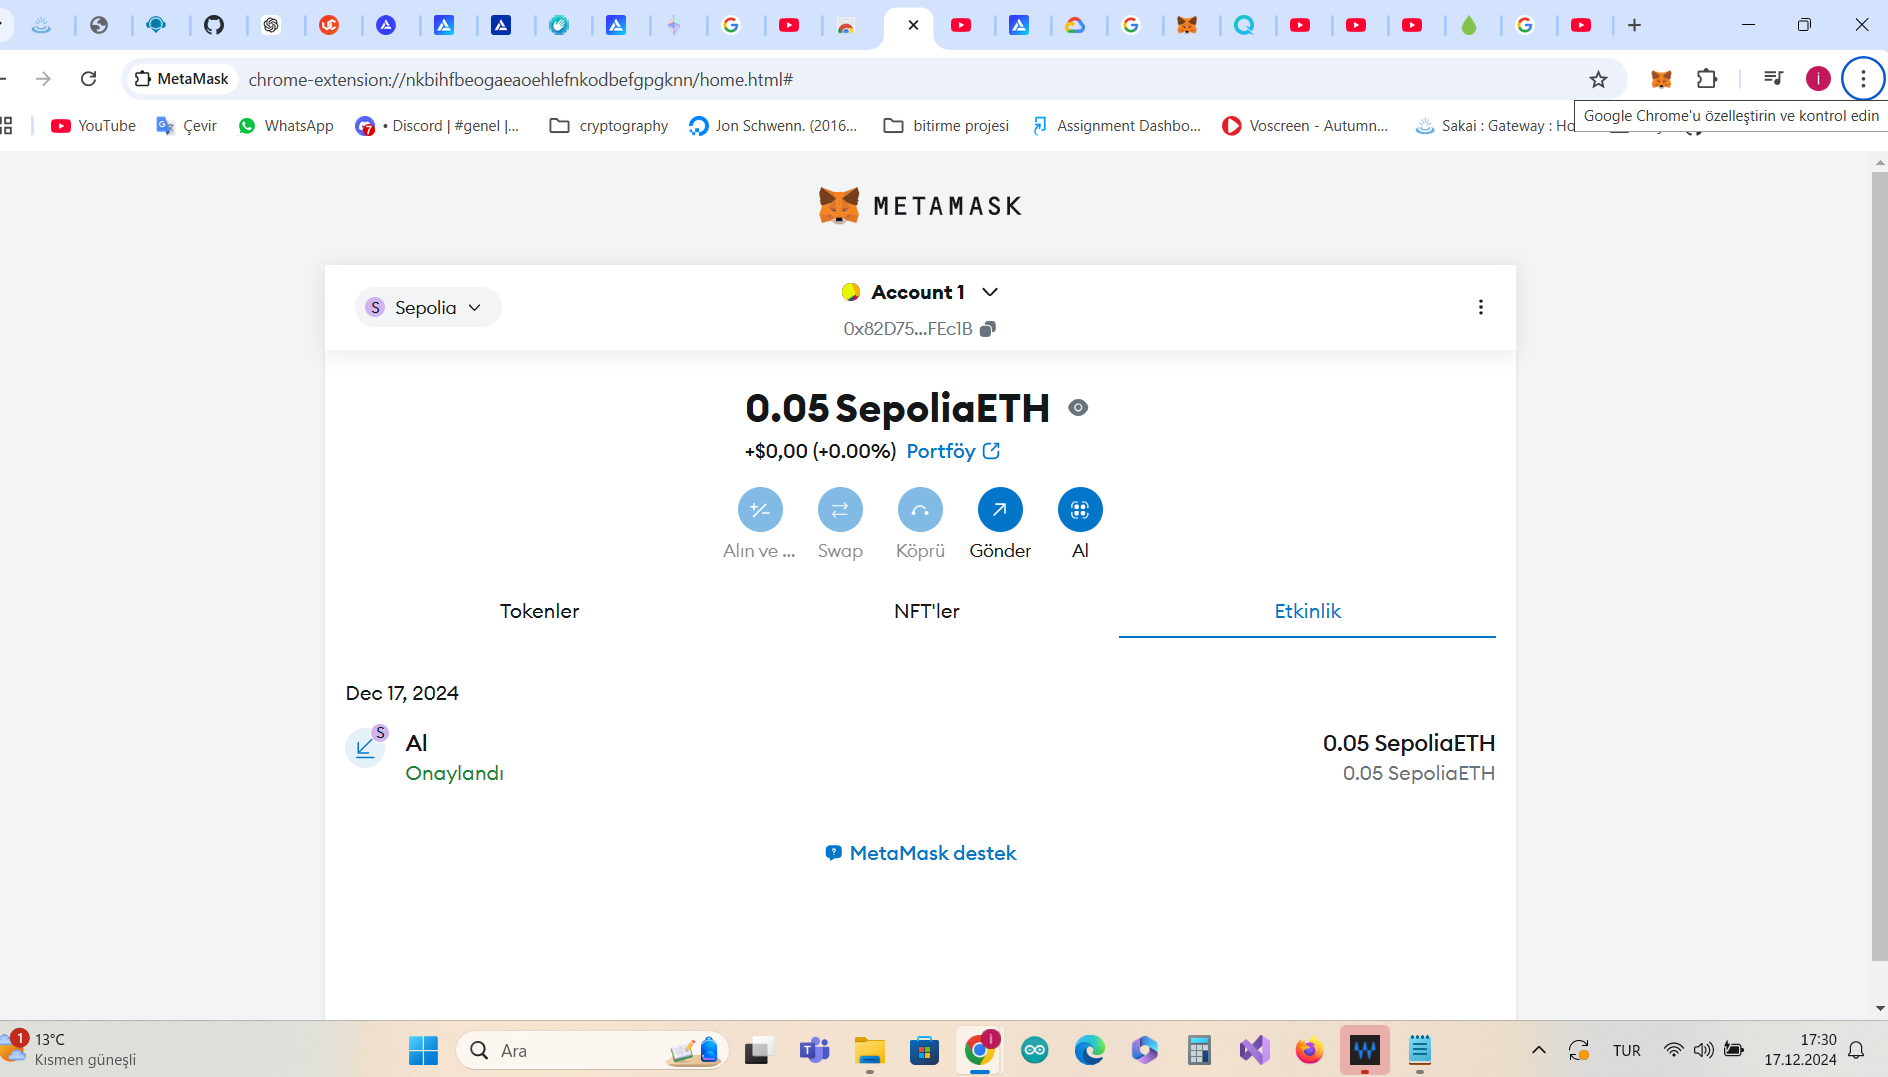 MetaMask
chrome-extension://nkbihfbeogaeaoehlefnkodbefgpgknn/home.html#
i
Google Chrome'u özelleştirin ve kontrol edin
YouTube
Çevir
WhatsApp
7
• Discord | #genel |...
cryptography
Jon Schwenn. (2016...
bitirme projesi
Assignment Dashbo...
Voscreen - Autumn...
Sakai : Gateway : Ho
METAMASK
S
Sepolia
Account 1
0x82D75...FEc1B
0.05 SepoliaETH
+$0,00 (+0.00%)
Portföy
Alın ve ...
Swap
Köprü
Gönder
Al
Tokenler
NFT'ler
Etkinlik
Dec 17, 2024
S
Al
0.05 SepoliaETH
Onaylandı
0.05 SepoliaETH
MetaMask destek
1
13°C
Kısmen güneşli
Ara
i
TUR
17:30
17.12.2024